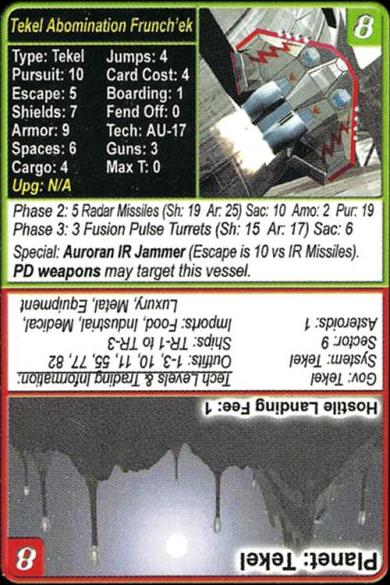 Tekel Abomination Frunch'ek
8
Type: Tekel Jumps: 4
Pursuit: 10 Card Cost: 4
Escape: 5 Boarding: 1
Shields: 7 Fend Off: 0
Armor: 9 Tech: AU-17
Spaces: 6 Guns: 3
Cargo: 4 Max T: 0
Upg: N/A
Phase 2: 5 Radar Missiles (Sh: 19 Ar: 25) Sac: 10 Amo: 2 Pur: 19
Phase 3: 3 Fusion Pulse Turrets (Sh: 15 Ar: 17) Sac: 6
Special: Auroran IR Jammer (Escape is 10 vs IR Missiles).
PD weapons may target this vessel.
Planet: Tekel
8
Hostile Landing Fee: 1
Gov: Tekel Tech Levels & Trading Information:
System: Tekel Outfits: 1-3, 10, 11, 55, 77, 82
Sector: 9 Ships: TR-1 to TR-3
Asteroids: 1 Imports: Food, Industrial, Medical,
Luxury, Metal, Equipment